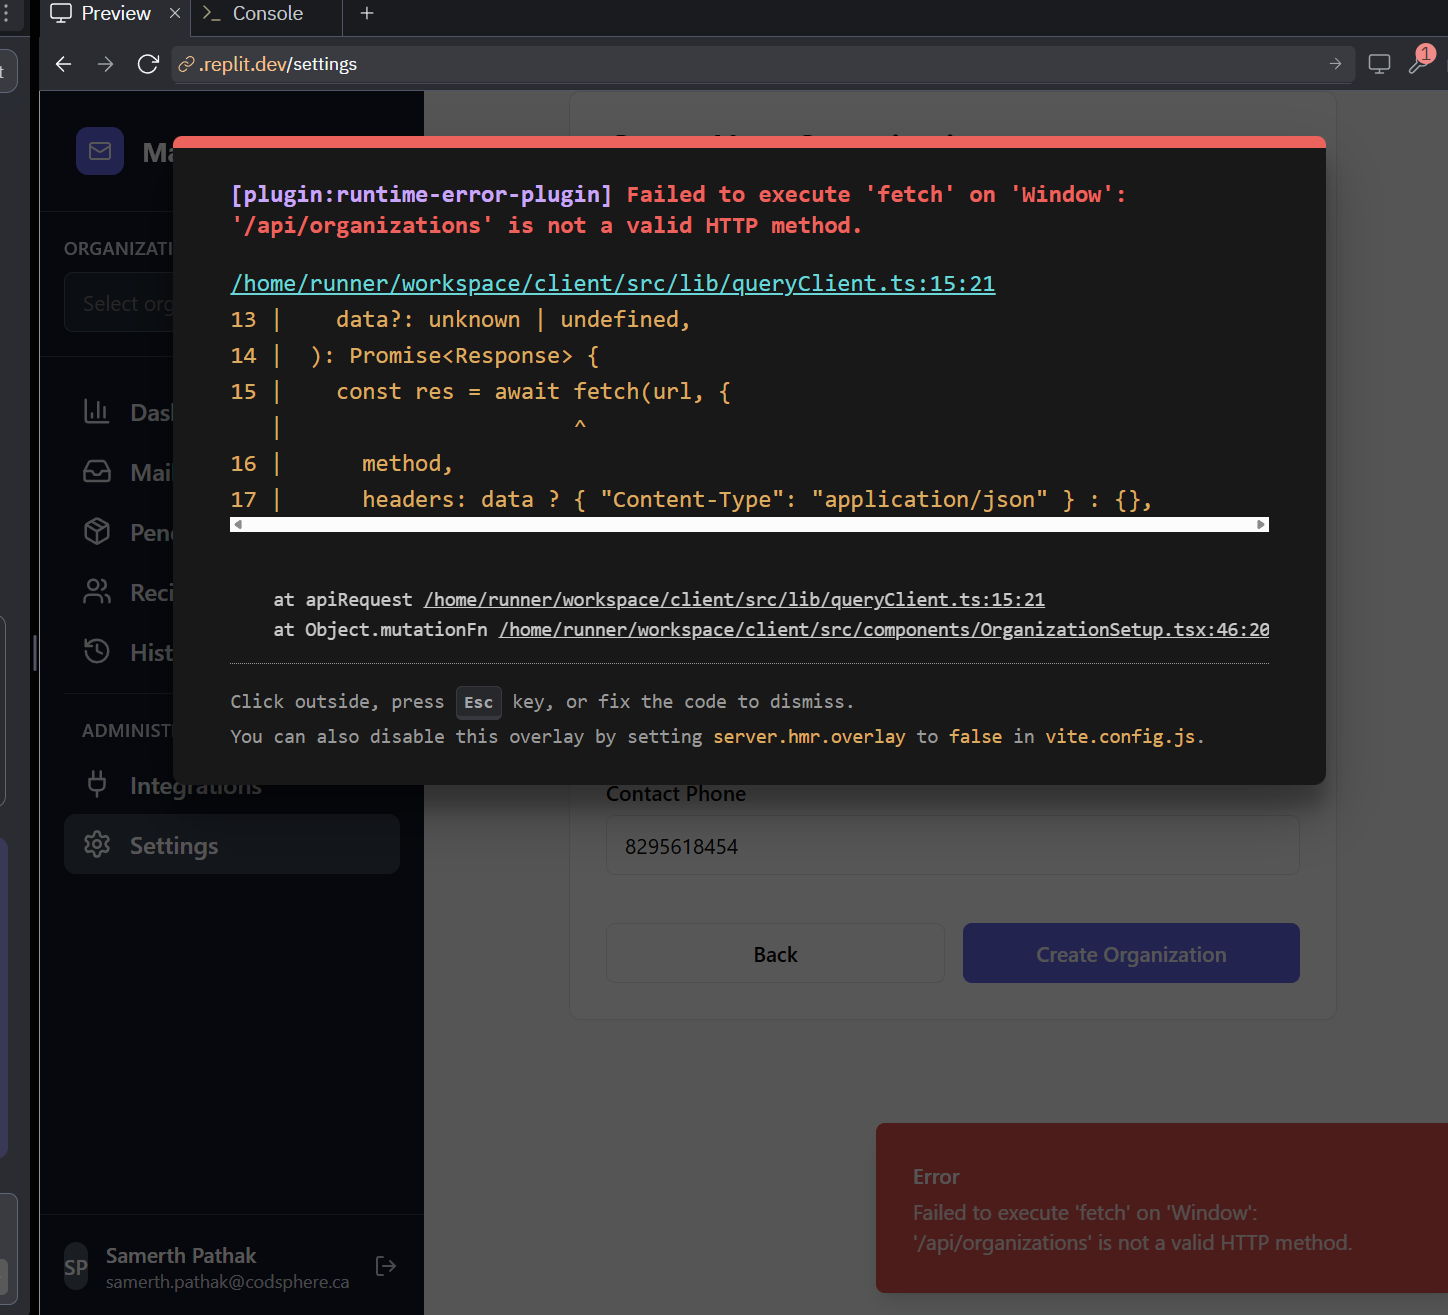 Preview
Console
.replit.dev/settings
1
t
ORGANIZATI
Select org
[plugin:runtime-error-plugin] Failed to execute 'fetch' on 'Window':
'/api/organizations' is not a valid HTTP method.
/home/runner/workspace/client/src/lib/queryClient.ts:15:21
13 |    data?: unknown | undefined,
14 |  ): Promise<Response> {
15 |    const res = await fetch(url, {
   |                      ^
16 |      method,
17 |      headers: data ? { "Content-Type": "application/json" } : {},
at apiRequest /home/runner/workspace/client/src/lib/queryClient.ts:15:21
at Object.mutationFn /home/runner/workspace/client/src/components/OrganizationSetup.tsx:46:20
Click outside, press Esc key, or fix the code to dismiss.
You can also disable this overlay by setting server.hmr.overlay to false in vite.config.js.
Ma
Das
Mail
Pen
Reci
Hist
ADMINIST
Integrations
Settings
Contact Phone
8295618454
Back
Create Organization
Error
Failed to execute 'fetch' on 'Window':
'/api/organizations' is not a valid HTTP method.
SP
Samerth Pathak
samerth.pathak@codsphere.ca